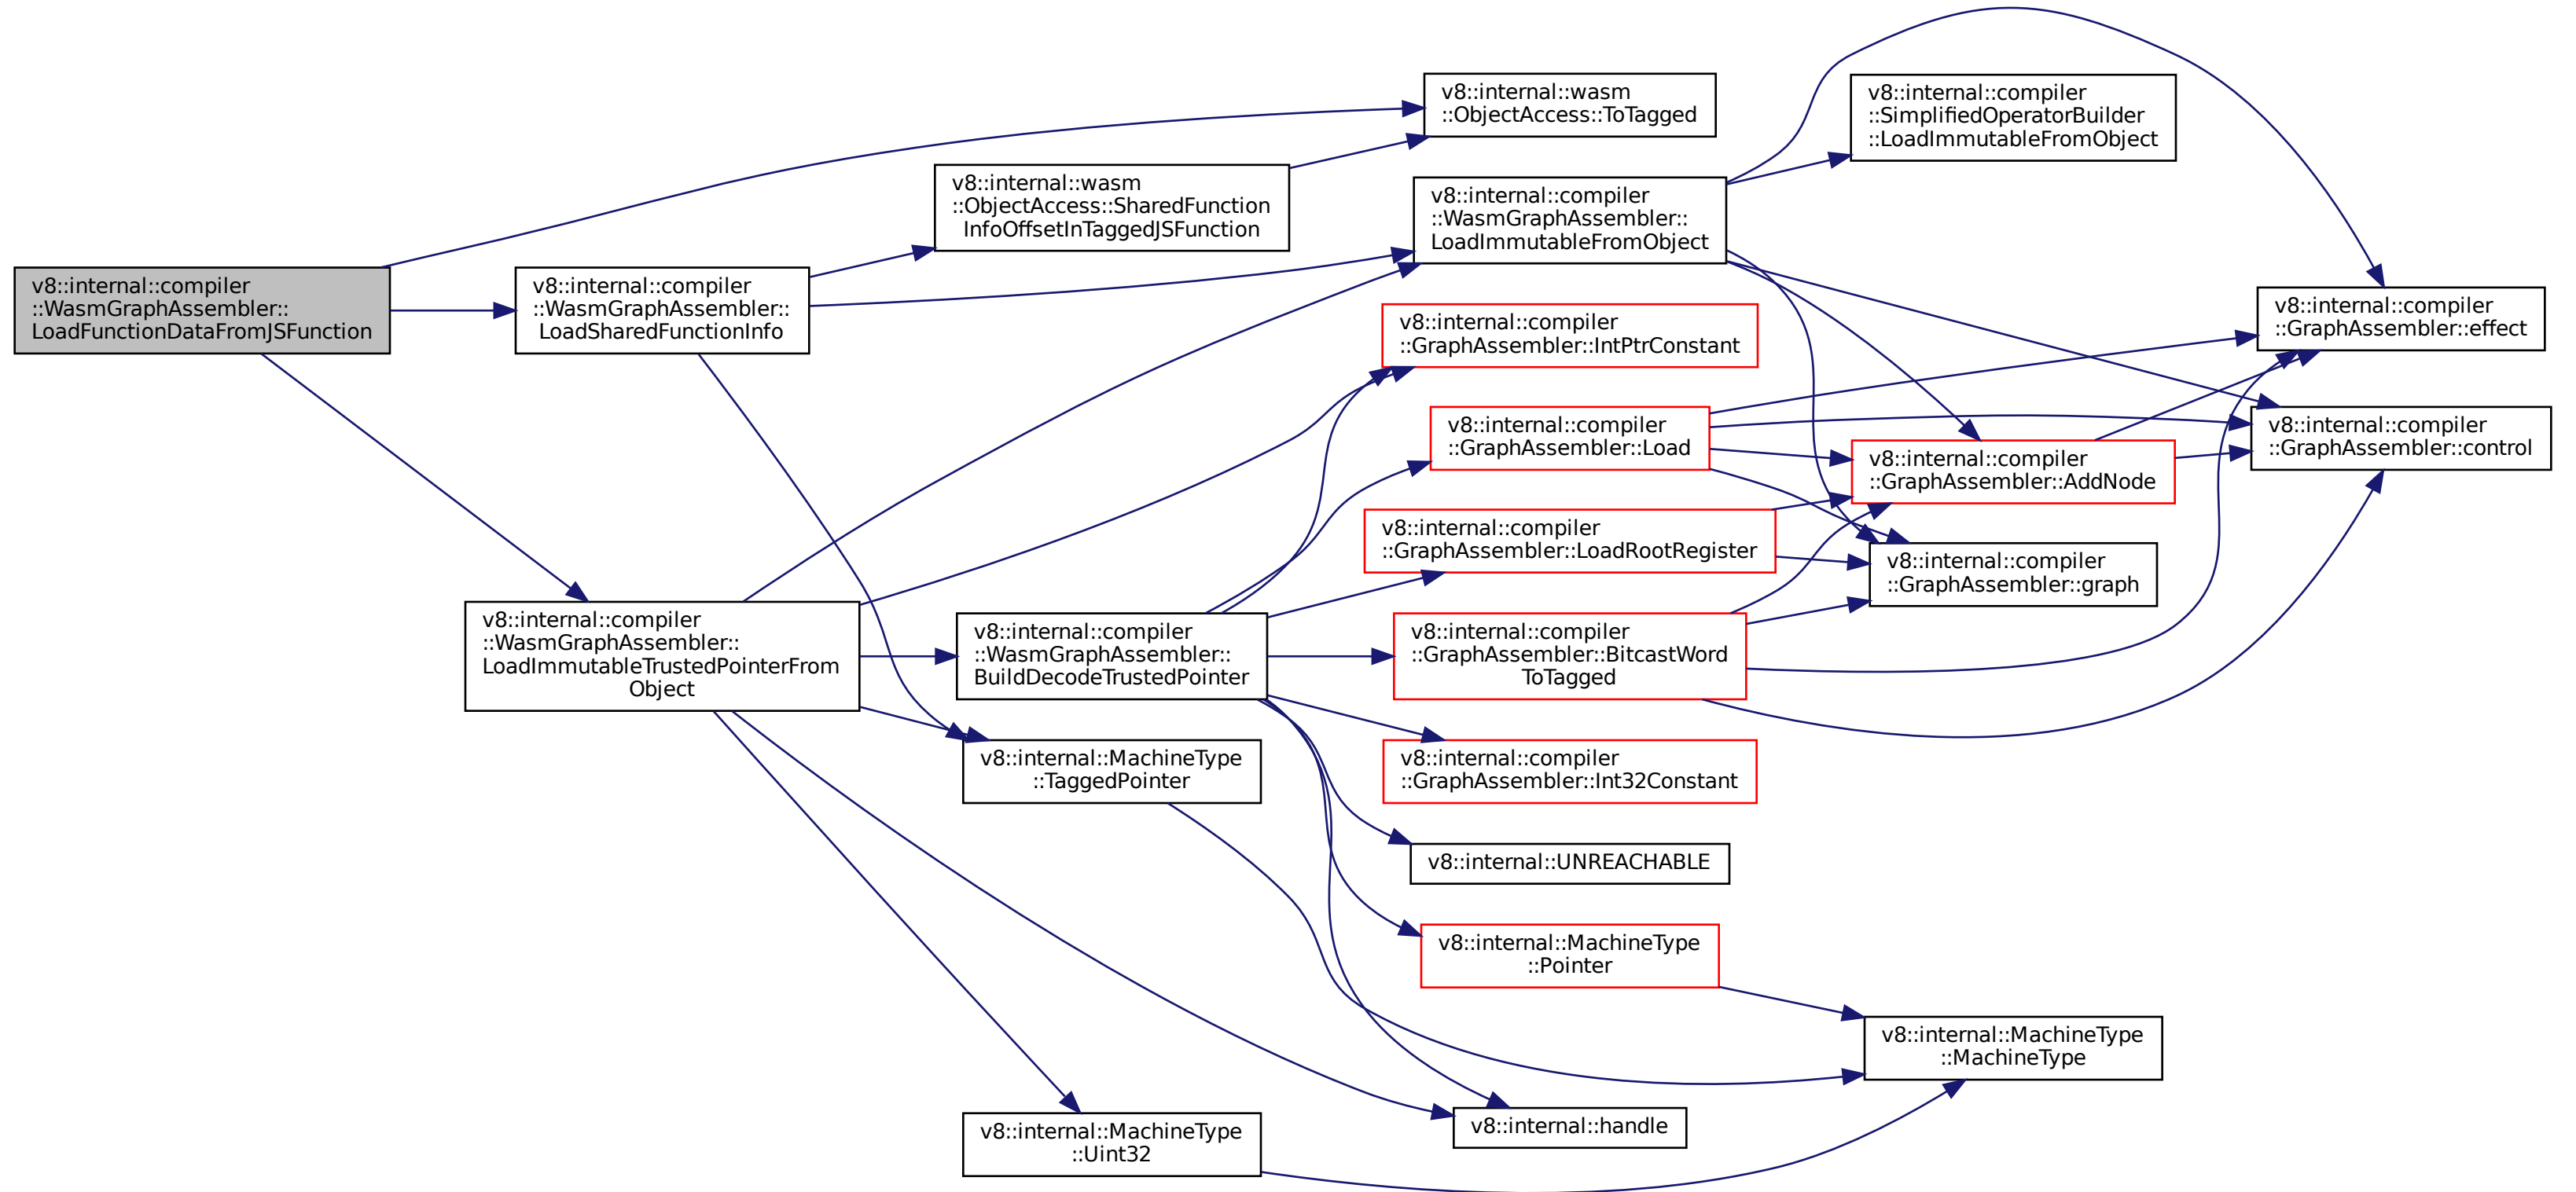 v8::internal::compiler
::WasmGraphAssembler::
LoadFunctionDataFromJSFunction
v8::internal::compiler
::WasmGraphAssembler::
LoadSharedFunctionInfo
v8::internal::compiler
::WasmGraphAssembler::
LoadImmutableTrustedPointerFrom
Object
v8::internal::wasm
::ObjectAccess::SharedFunction
InfoOffsetInTaggedJSFunction
v8::internal::compiler
::WasmGraphAssembler::
BuildDecodeTrustedPointer
v8::internal::MachineType
::TaggedPointer
v8::internal::MachineType
::Uint32
v8::internal::wasm
::ObjectAccess::ToTagged
v8::internal::compiler
::WasmGraphAssembler::
LoadImmutableFromObject
v8::internal::compiler
::GraphAssembler::IntPtrConstant
v8::internal::compiler
::GraphAssembler::Load
v8::internal::compiler
::GraphAssembler::LoadRootRegister
v8::internal::compiler
::GraphAssembler::BitcastWord
ToTagged
v8::internal::compiler
::GraphAssembler::Int32Constant
v8::internal::UNREACHABLE
v8::internal::MachineType
::Pointer
v8::internal::handle
v8::internal::compiler
::SimplifiedOperatorBuilder
::LoadImmutableFromObject
v8::internal::compiler
::GraphAssembler::AddNode
v8::internal::compiler
::GraphAssembler::graph
v8::internal::MachineType
::MachineType
v8::internal::compiler
::GraphAssembler::effect
v8::internal::compiler
::GraphAssembler::control